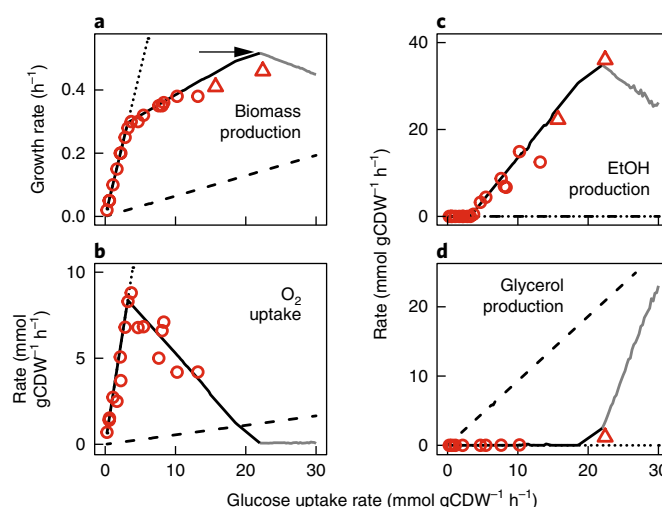 a
Growth rate (h⁻¹)
0.4
0.2
0.0
Biomass
production
b
Rate (mmol
gCDW⁻¹ h⁻¹)
10
5
0
O₂
uptake
0 10 20 30
c
Rate (mmol gCDW⁻¹ h⁻¹)
40
20
0
EtOH
production
d
20
10
0
Glycerol
production
0 10 20 30
Glucose uptake rate (mmol gCDW⁻¹ h⁻¹)